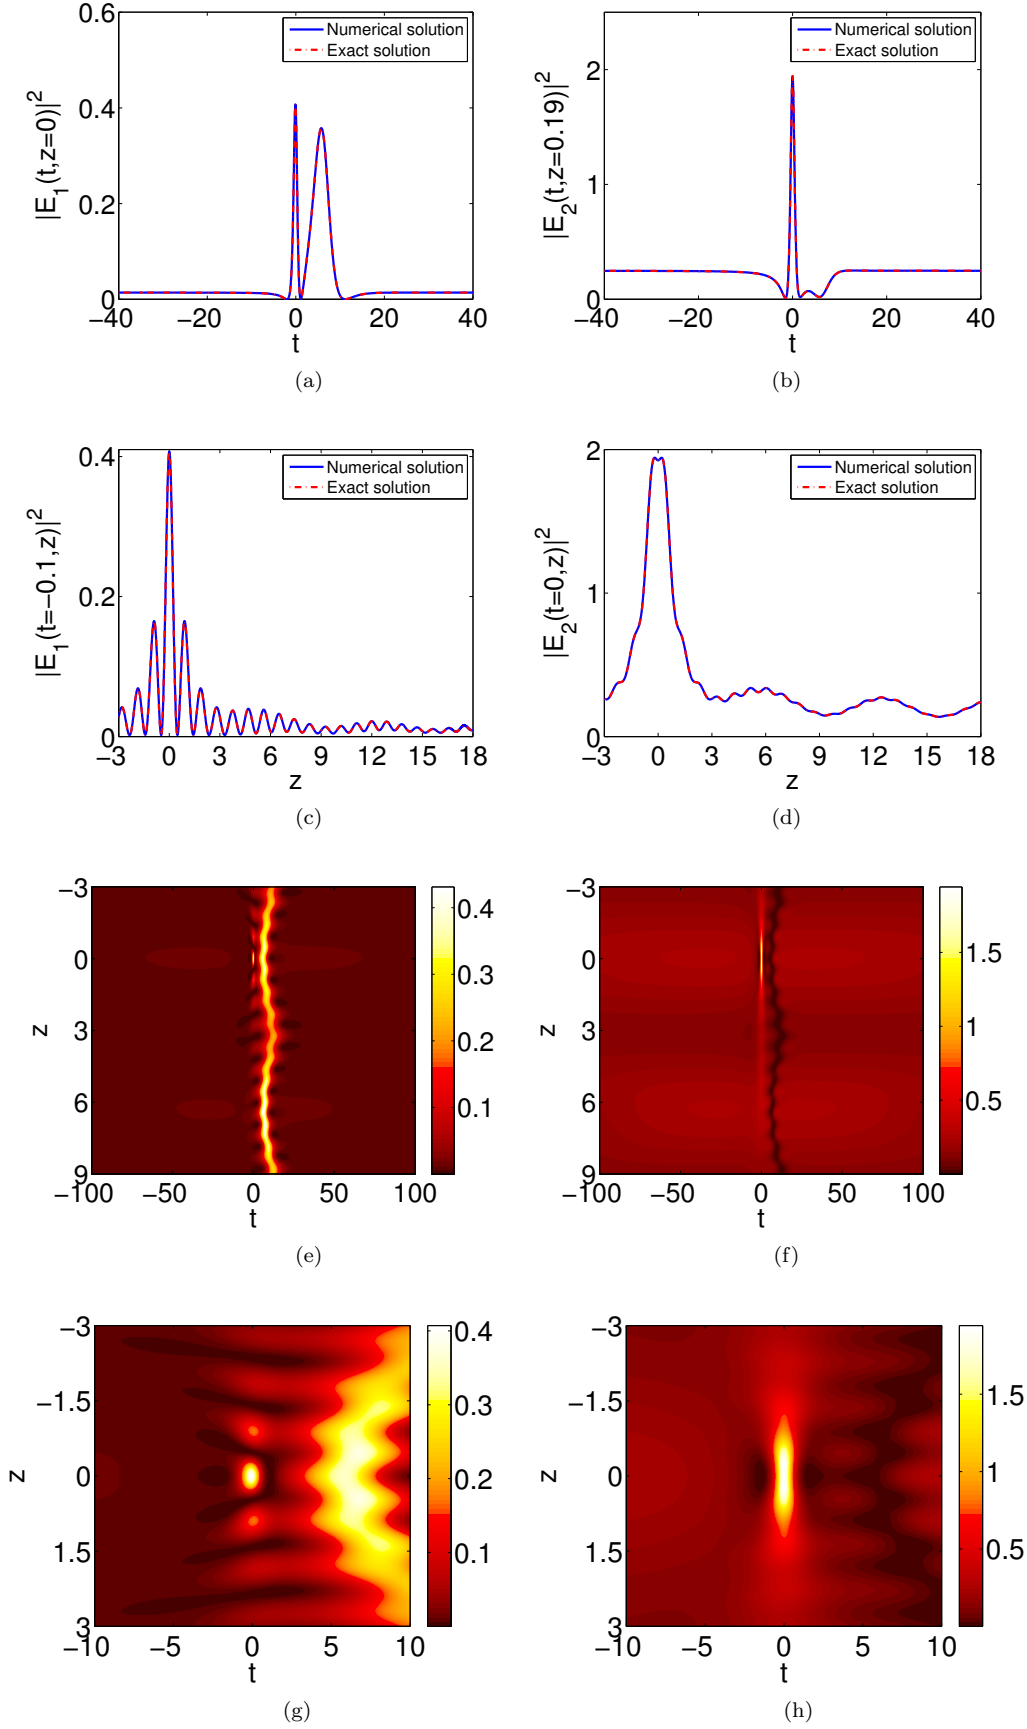 0.6
0.4
0.2
0
|E_1(t,z=0)|^2
Numerical solution
Exact solution
−40 −20 0 20 40
t
(a)
2
1
0
|E_2(t,z=0.19)|^2
Numerical solution
Exact solution
−40 −20 0 20 40
t
(b)
0.4
0.2
0
|E_1(t=−0.1,z)|^2
Numerical solution
Exact solution
−3 0 3 6 9 12 15 18
z
(c)
2
1
0
|E_2(t=0,z)|^2
Numerical solution
Exact solution
−3 0 3 6 9 12 15 18
z
(d)
−3
0
3
6
9
z
−100 −50 0 50 100
t
0.4
0.3
0.2
0.1
(e)
−3
0
3
6
9
z
−100 −50 0 50 100
t
1.5
1
0.5
(f)
−3
−1.5
0
1.5
3
z
−10 −5 0 5 10
t
0.4
0.3
0.2
0.1
(g)
−3
−1.5
0
1.5
3
z
−10 −5 0 5 10
t
1.5
1
0.5
(h)